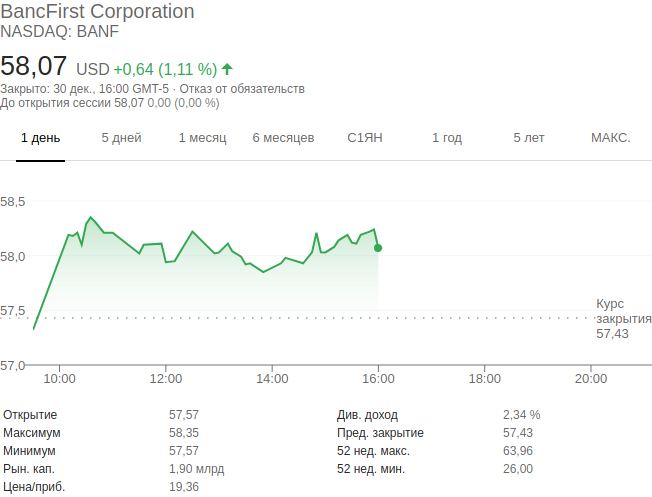 BancFirst Corporation
NASDAQ: BANF
58,07 USD +0,64 (1,11 %)
Закрыто: 30 дек., 16:00 GMT-5 · Отказ от обязательств
До открытия сессии 58,07 0,00 (0,00 %)
1 день 5 дней 1 месяц 6 месяцев С1ЯН 1 год 5 лет МАКС.
58,5
58,0
57,5
Курс
закрытия
57,43
57,0
10:00 12:00 14:00 16:00 18:00 20:00
Открытие 57,57 Див. доход 2,34 %
Максимум 58,35 Пред. закрытие 57,43
Минимум 57,57 52 нед. макс. 63,96
Рын. кап. 1,90 млрд 52 нед. мин. 26,00
Цена/приб. 19,36